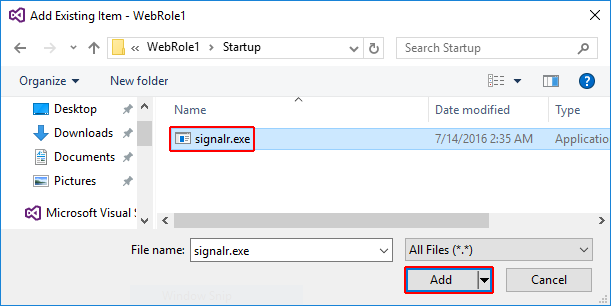 Add Existing Item - WebRole1
« WebRole1 > Startup >
Search Startup
Organize New folder
Name Date modified Type
Desktop
Downloads
Documents
Pictures
Microsoft Visual S
signalr.exe 7/14/2016 2:35 AM Applicatio
File name: signalr.exe All Files (*.*)
Add Cancel